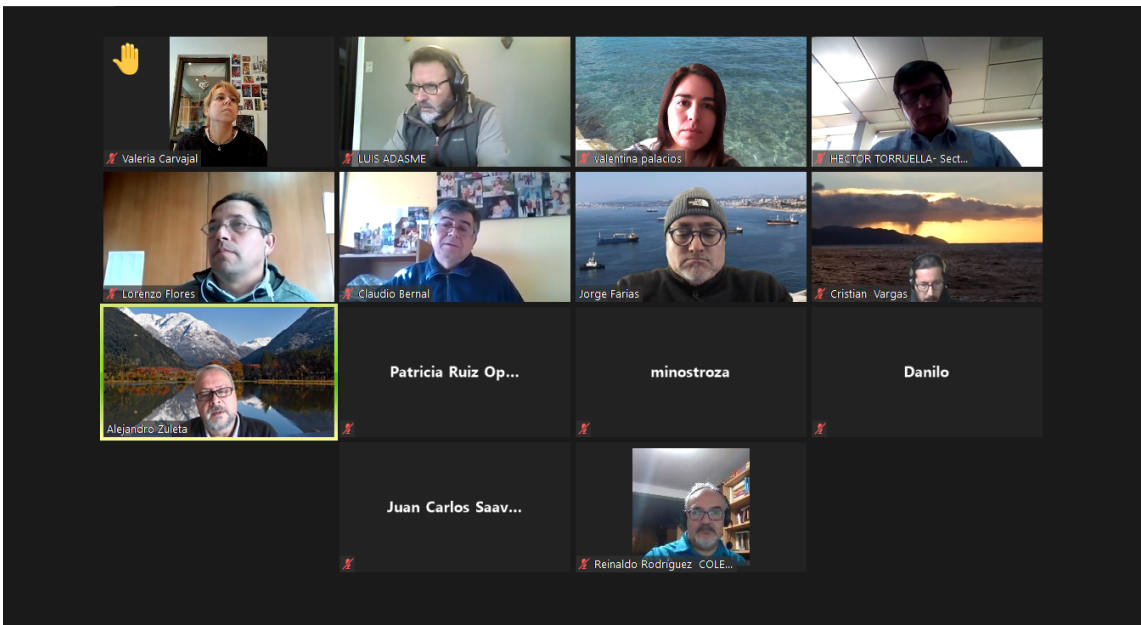 Valeria Carvajal
LUIS ADASME
valentina palacios
HECTOR TORRUELLA- Sect...
Lorenzo Flores
Claudio Bernal
Jorge Farias
Cristian Vargas
Alejandro Zuleta
Patricia Ruiz Op...
minostroza
Danilo
Juan Carlos Saav...
Reinaldo Rodríguez COLE...